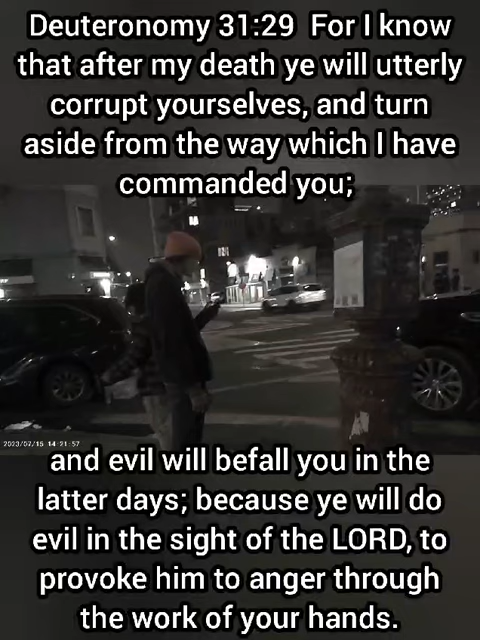 Deuteronomy 31:29 For I know
that after my death ye will utterly
corrupt yourselves, and turn
aside from the way which I have
commanded you;
2023/07/15 14:21:57
and evil will befall you in the
latter days; because ye will do
evil in the sight of the LORD, to
provoke him to anger through
the work of your hands.